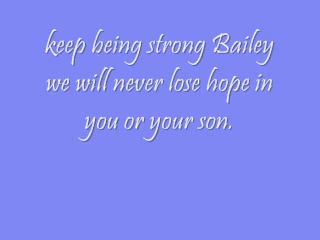 keep being strong Bailey
we will never lose hope in
you or your son.